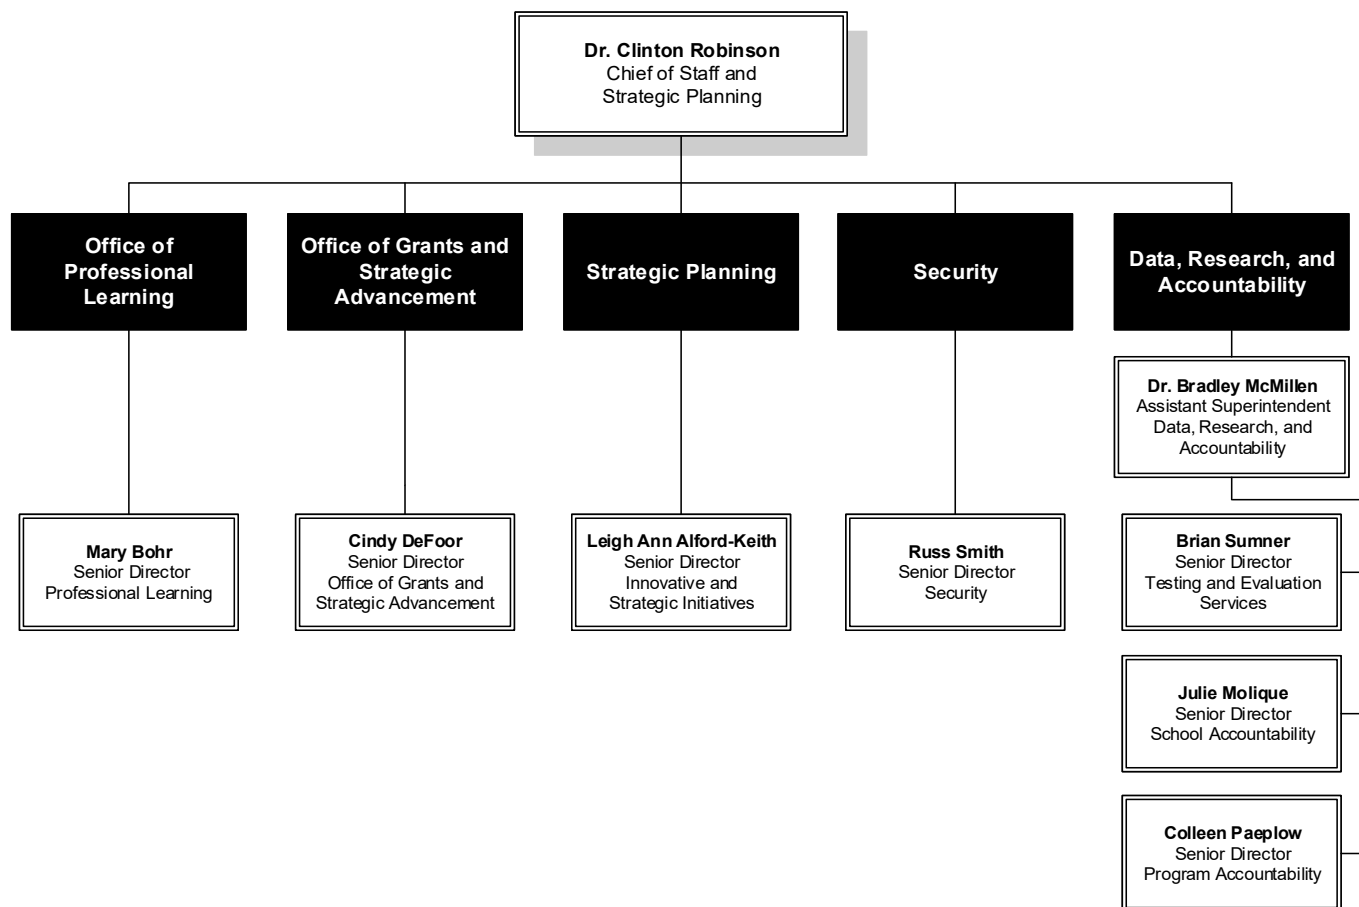 Dr. Clinton Robinson
Chief of Staff and
Strategic Planning
Office of
Professional
Learning
Office of Grants and
Strategic
Advancement
Strategic Planning
Security
Data, Research, and
Accountability
Dr. Bradley McMillen
Assistant Superintendent
Data, Research, and
Accountability
Mary Bohr
Senior Director
Professional Learning
Cindy DeFoor
Senior Director
Office of Grants and
Strategic Advancement
Leigh Ann Alford-Keith
Senior Director
Innovative and
Strategic Initiatives
Russ Smith
Senior Director
Security
Brian Sumner
Senior Director
Testing and Evaluation
Services
Julie Molique
Senior Director
School Accountability
Colleen Paeplow
Senior Director
Program Accountability